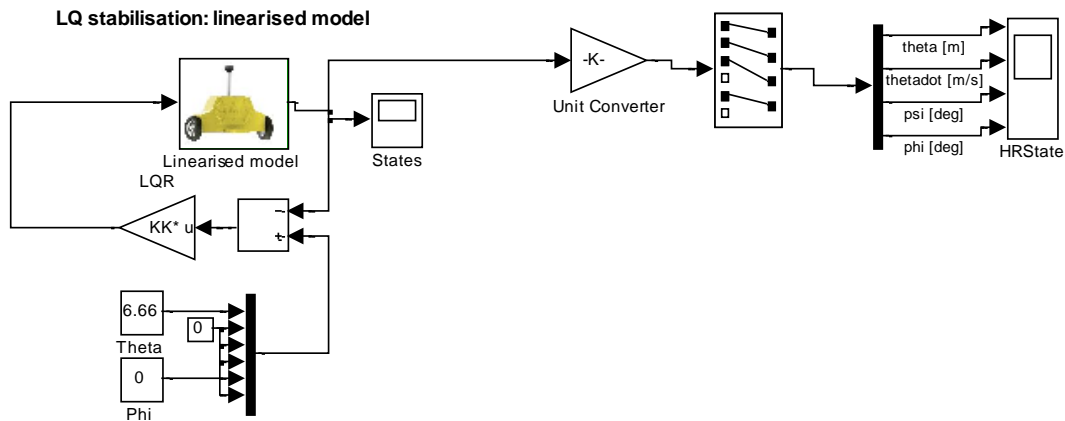 LQ stabilisation: linearised model
-K-
Unit Converter
theta [m]
thetadot [m/s]
psi [deg]
phi [deg]
HRState
Linearised model
States
LQR
KK* u
−
+
6.66
Theta
0
0
Phi